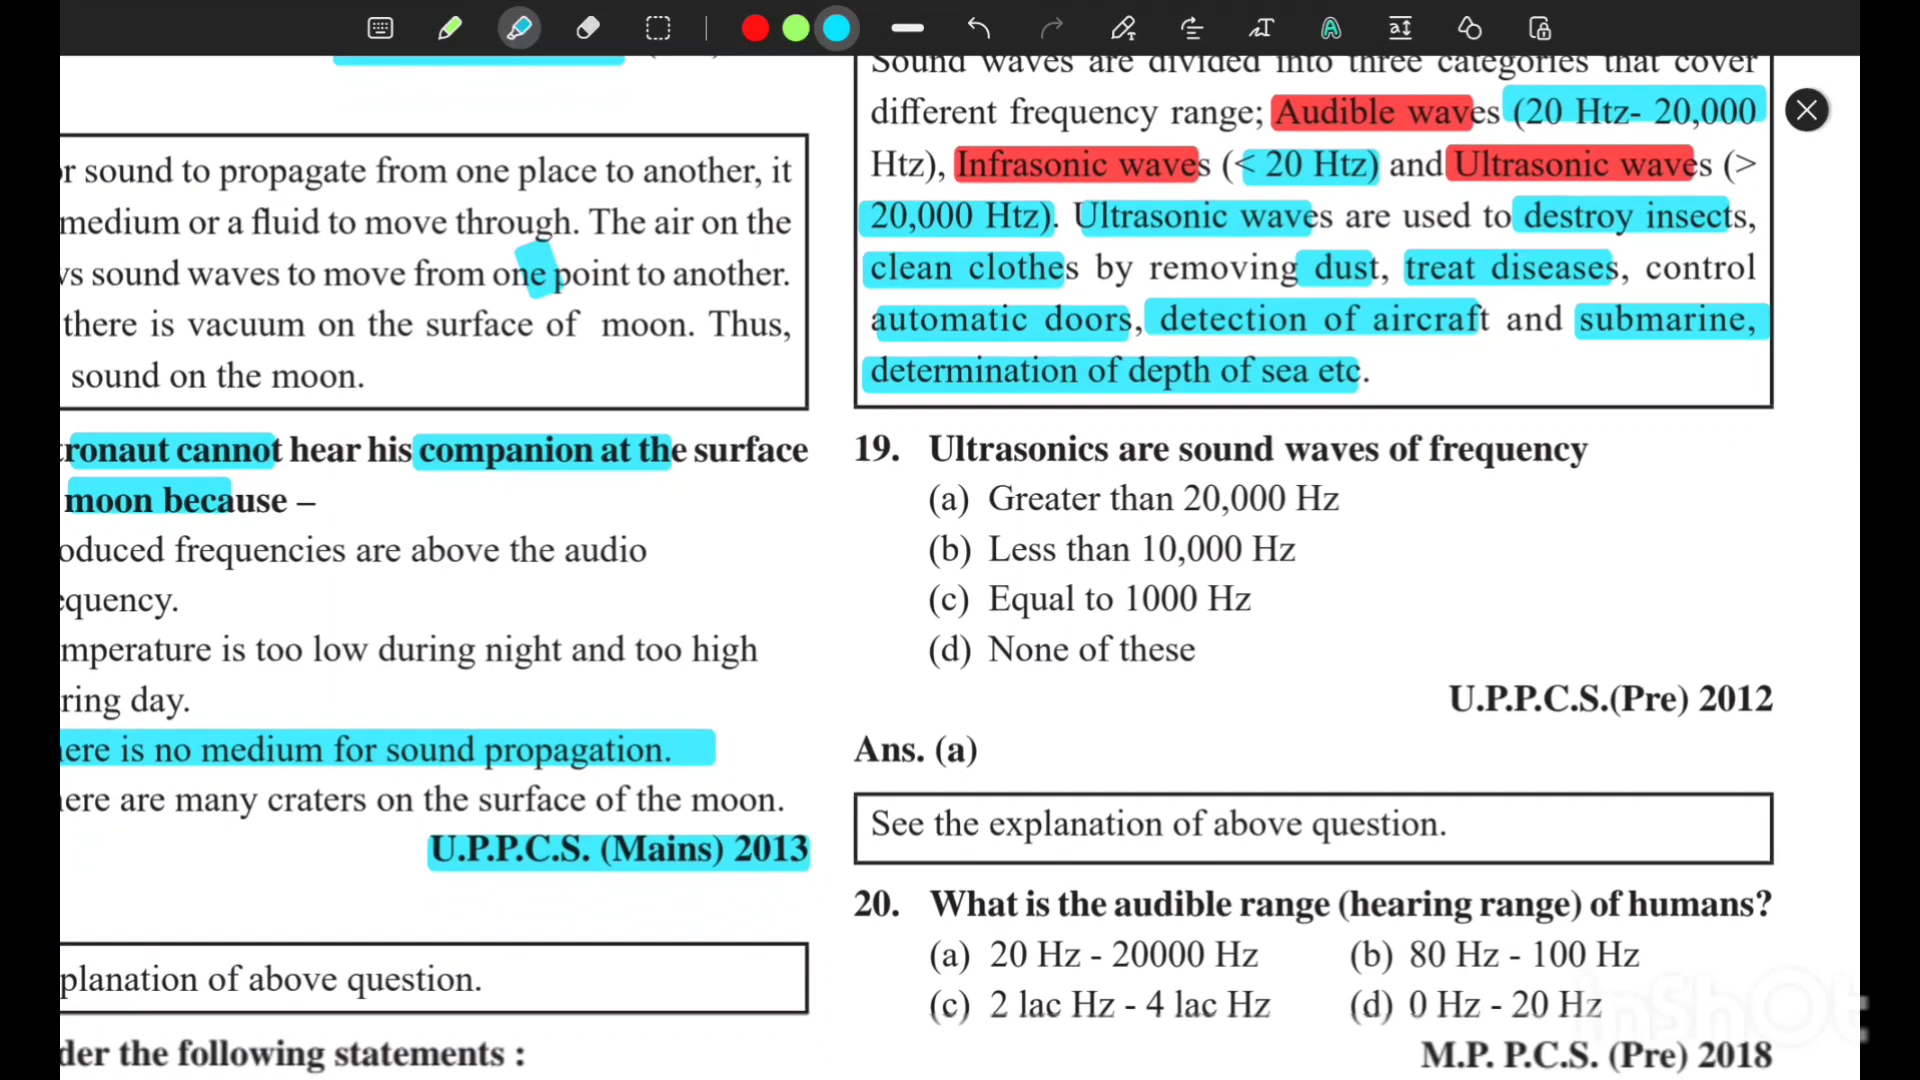 r sound to propagate from one place to another, it
medium or a fluid to move through. The air on the
s sound waves to move from one point to another.
there is vacuum on the surface of moon. Thus,
sound on the moon.
ronaut cannot hear his companion at the surface
moon because –
oduced frequencies are above the audio
quency.
mperature is too low during night and too high
ring day.
ere is no medium for sound propagation.
ere are many craters on the surface of the moon.
U.P.P.C.S. (Mains) 2013
planation of above question.
der the following statements :
Sound waves are divided into three categories that cover
different frequency range; Audible waves (20 Htz- 20,000
Htz), Infrasonic waves (< 20 Htz) and Ultrasonic waves (>
20,000 Htz). Ultrasonic waves are used to destroy insects,
clean clothes by removing dust, treat diseases, control
automatic doors, detection of aircraft and submarine,
determination of depth of sea etc.
19. Ultrasonics are sound waves of frequency
(a) Greater than 20,000 Hz
(b) Less than 10,000 Hz
(c) Equal to 1000 Hz
(d) None of these
U.P.P.C.S.(Pre) 2012
Ans. (a)
See the explanation of above question.
20. What is the audible range (hearing range) of humans?
(a) 20 Hz - 20000 Hz (b) 80 Hz - 100 Hz
(c) 2 lac Hz - 4 lac Hz (d) 0 Hz - 20 Hz
M.P. P.C.S. (Pre) 2018
InShOt